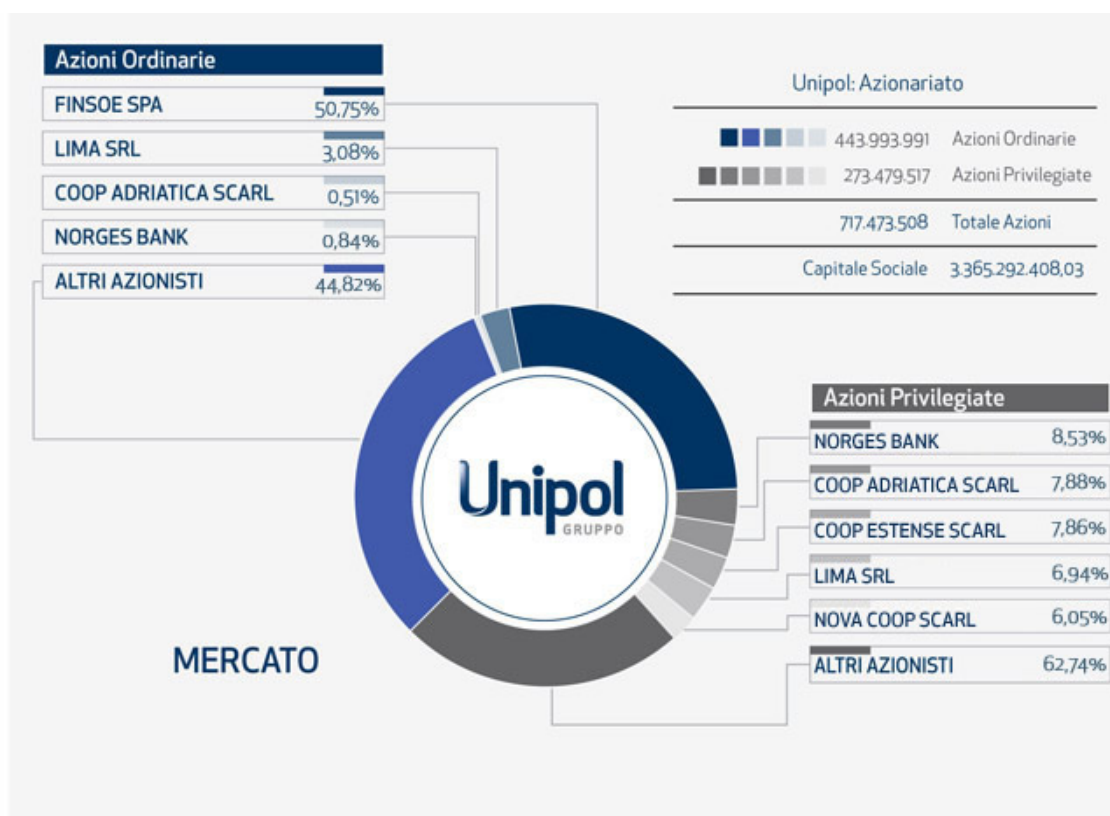 Azioni Ordinarie
FINSOE SPA 50,75%
LIMA SRL 3,08%
COOP ADRIATICA SCARL 0,51%
NORGES BANK 0,84%
ALTRI AZIONISTI 44,82%
Unipol: Azionariato
443.993.991 Azioni Ordinarie
273.479.517 Azioni Privilegiate
717.473.508 Totale Azioni
Capitale Sociale 3.365.292.408,03
Unipol
GRUPPO
Azioni Privilegiate
NORGES BANK 8,53%
COOP ADRIATICA SCARL 7,88%
COOP ESTENSE SCARL 7,86%
LIMA SRL 6,94%
NOVA COOP SCARL 6,05%
ALTRI AZIONISTI 62,74%
MERCATO